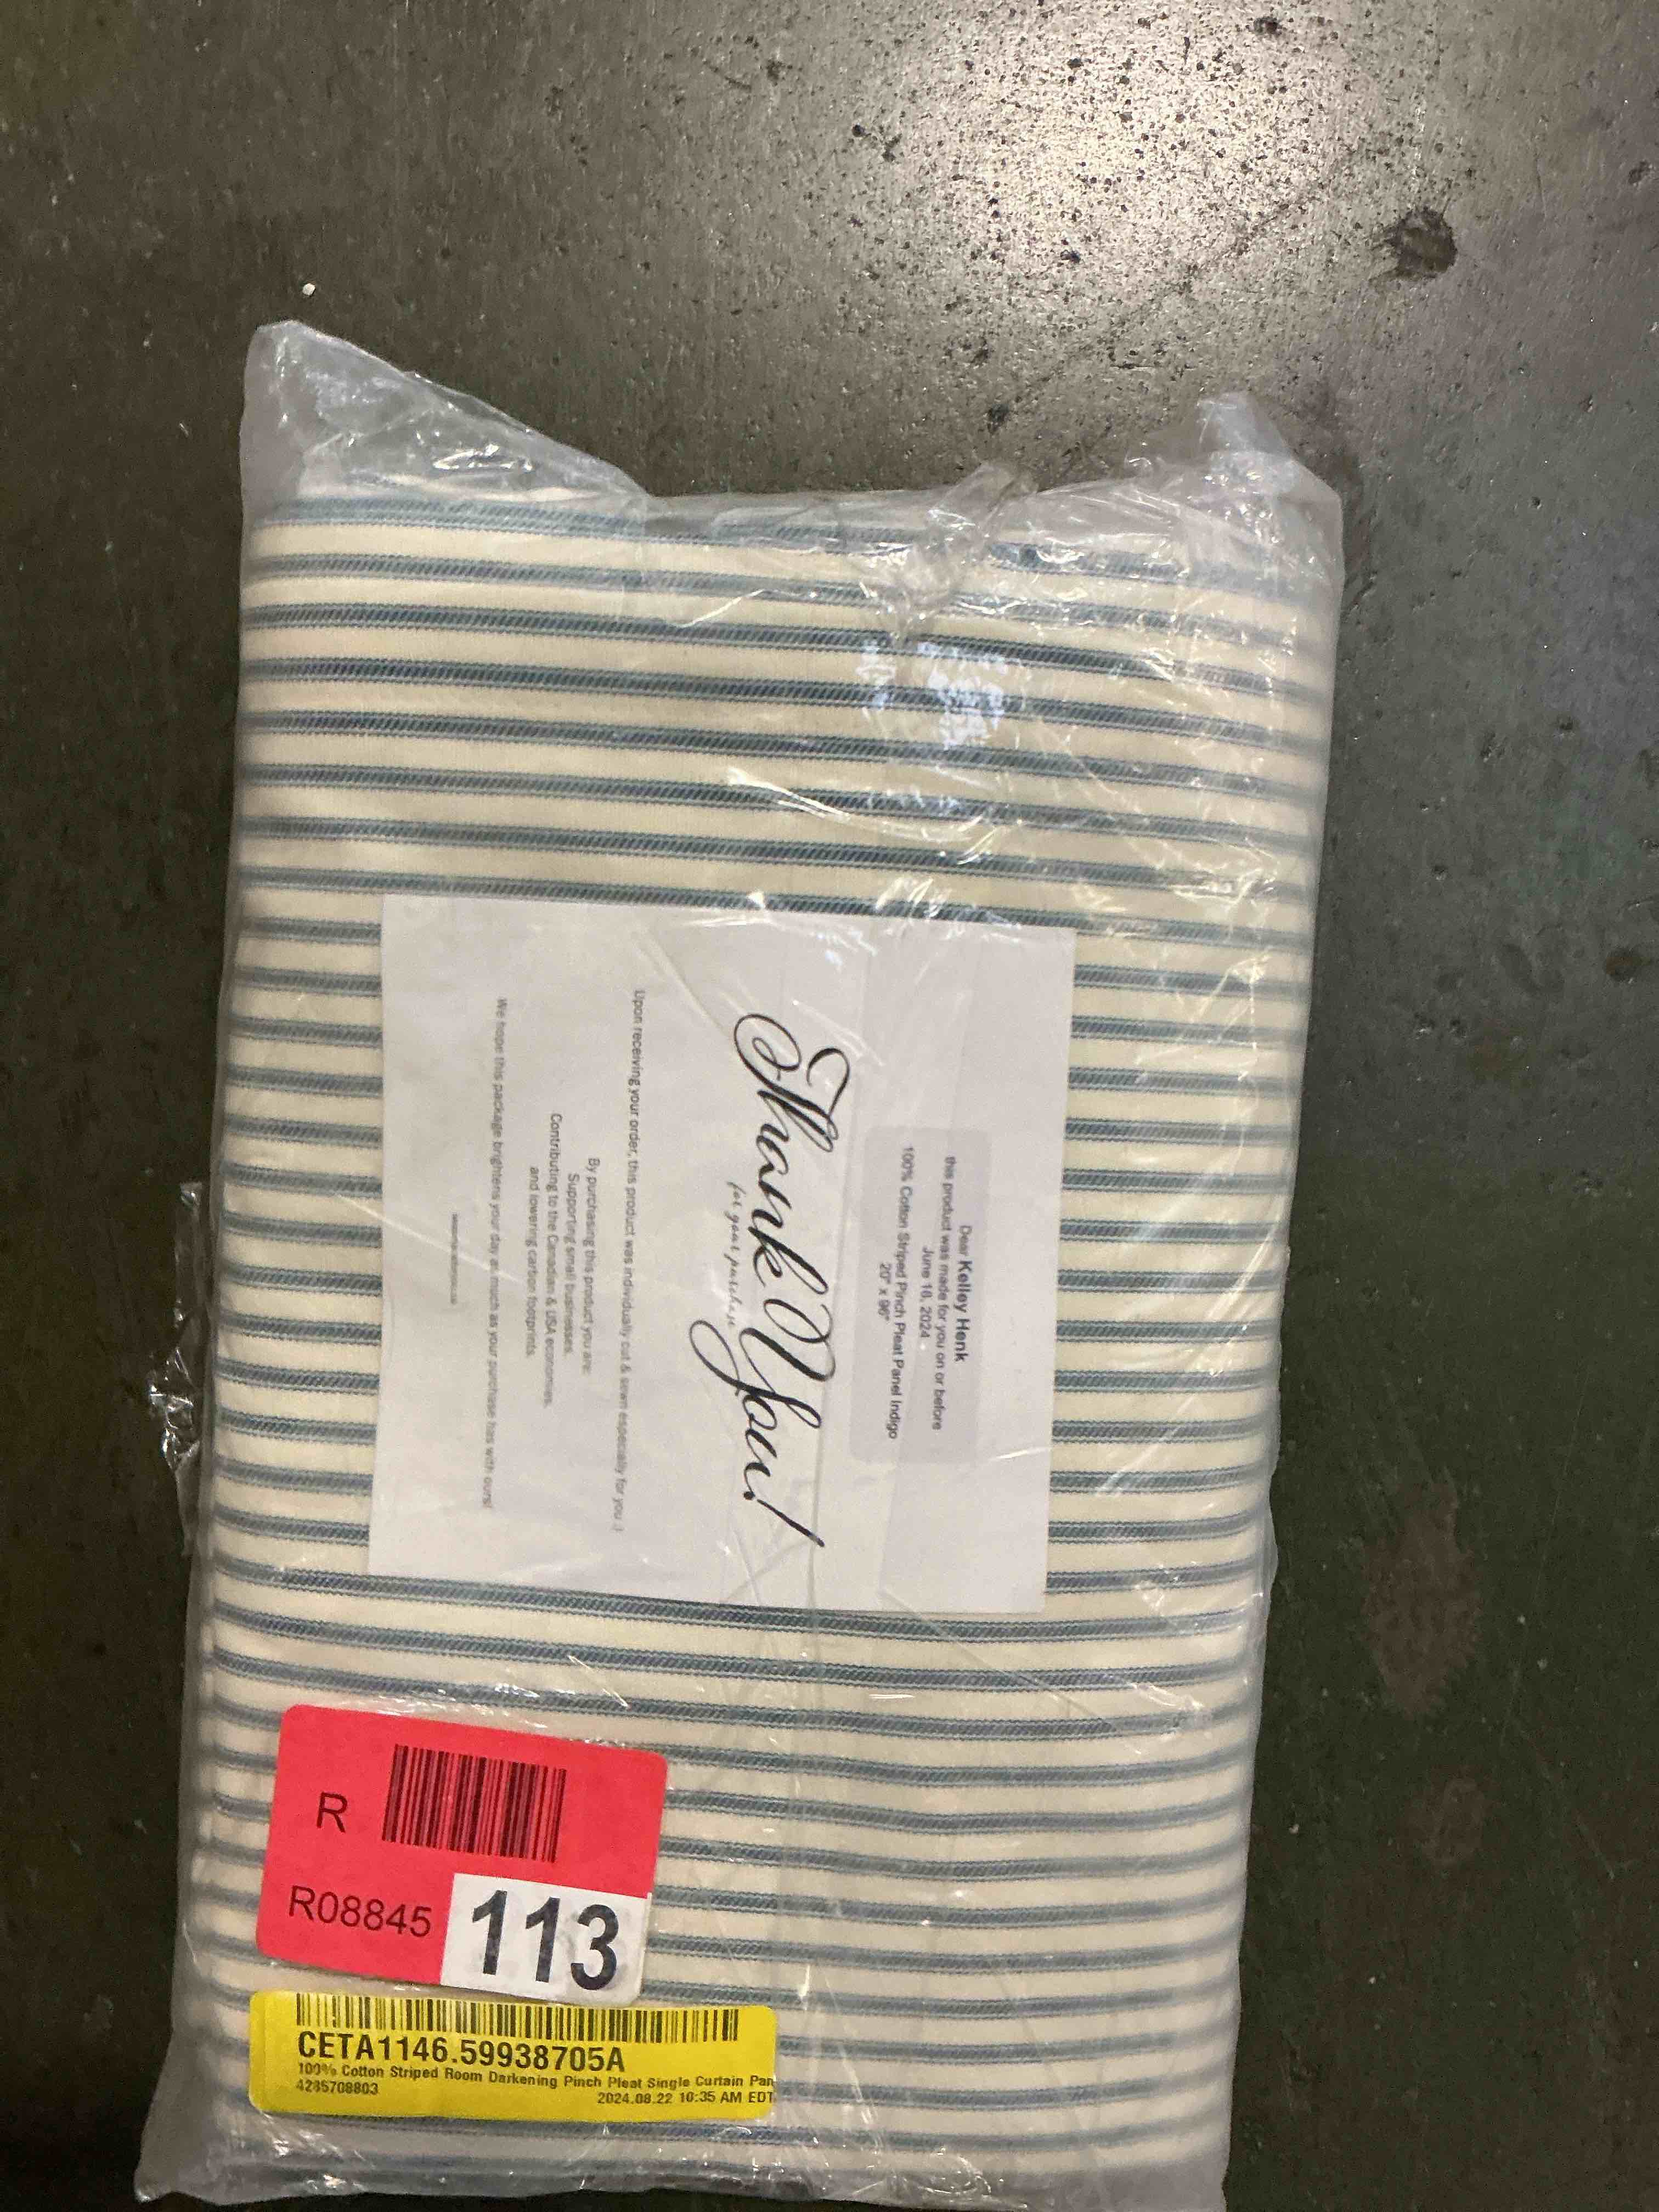 Dear Kelley Henk
this product was made for you on or before
June 16, 2024
100% Cotton Striped Pinch Pleat Panel Indigo
20" x 96"
Thank You!
for your purchase
Upon receiving your order, this product was individually cut & sewn especially for you :)
By purchasing this product you are:
Supporting small businesses.
Contributing to the Canadian & USA economies.
and lowering carbon footprints.
We hope this package brightens your day as much as your purchase has with ours!
R
R08845
113
CETA1146.59938705A
100% Cotton Striped Room Darkening Pinch Pleat Single Curtain Pan
4235708803
2024.08.22 10:35 AM EDT